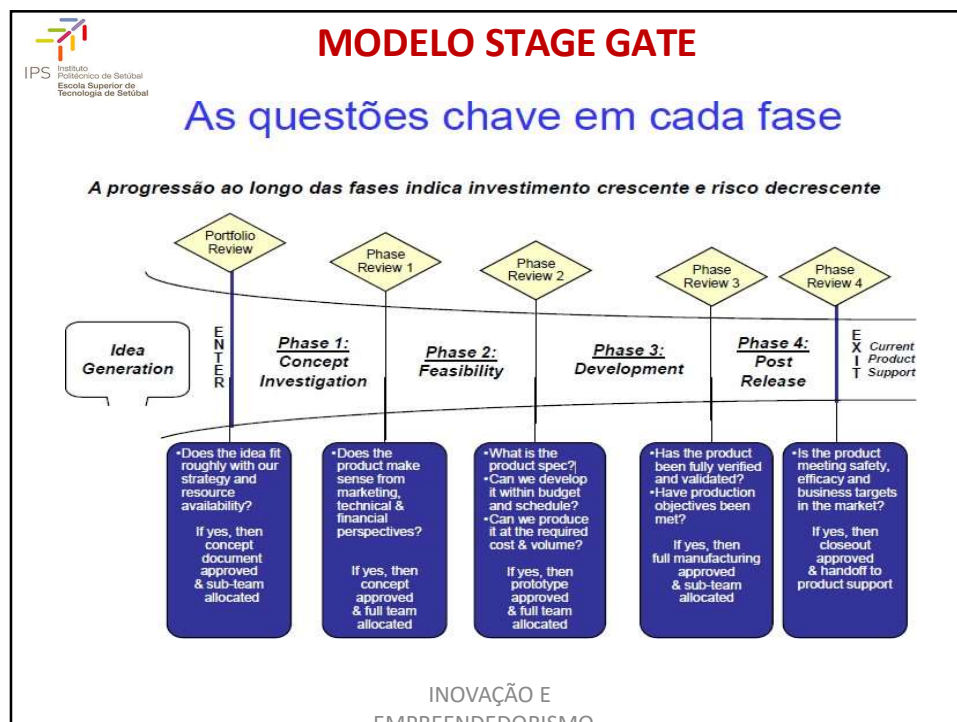 IPS Instituto
Politécnico de Setúbal
Escola Superior de
Tecnologia de Setúbal
MODELO STAGE GATE
As questões chave em cada fase
A progressão ao longo das fases indica investimento crescente e risco decrescente
Portfolio
Review
Phase
Review 1
Phase
Review 2
Phase
Review 3
Phase
Review 4
Idea
Generation
ENTER
Phase 1:
Concept
Investigation
Phase 2:
Feasibility
Phase 3:
Development
Phase 4:
Post
Release
EXIT
Current
Product
Support
•Does the idea fit
roughly with our
strategy and
resource
availability?
If yes, then
concept
document
approved
& sub-team
allocated
•Does the
product make
sense from
marketing,
technical &
financial
perspectives?
If yes, then
concept
approved
& full team
allocated
•What is the
product spec?
•Can we develop
it within budget
and schedule?
•Can we produce
it at the required
cost & volume?
If yes, then
prototype
approved
& full team
allocated
•Has the product
been fully verified
and validated?
•Have production
objectives been
met?
If yes, then
full manufacturing
approved
& sub-team
allocated
•Is the product
meeting safety,
efficacy and
business targets
in the market?
If yes, then
closeout
approved
& handoff to
product support
INOVAÇÃO E
EMPREENDEDORISMO